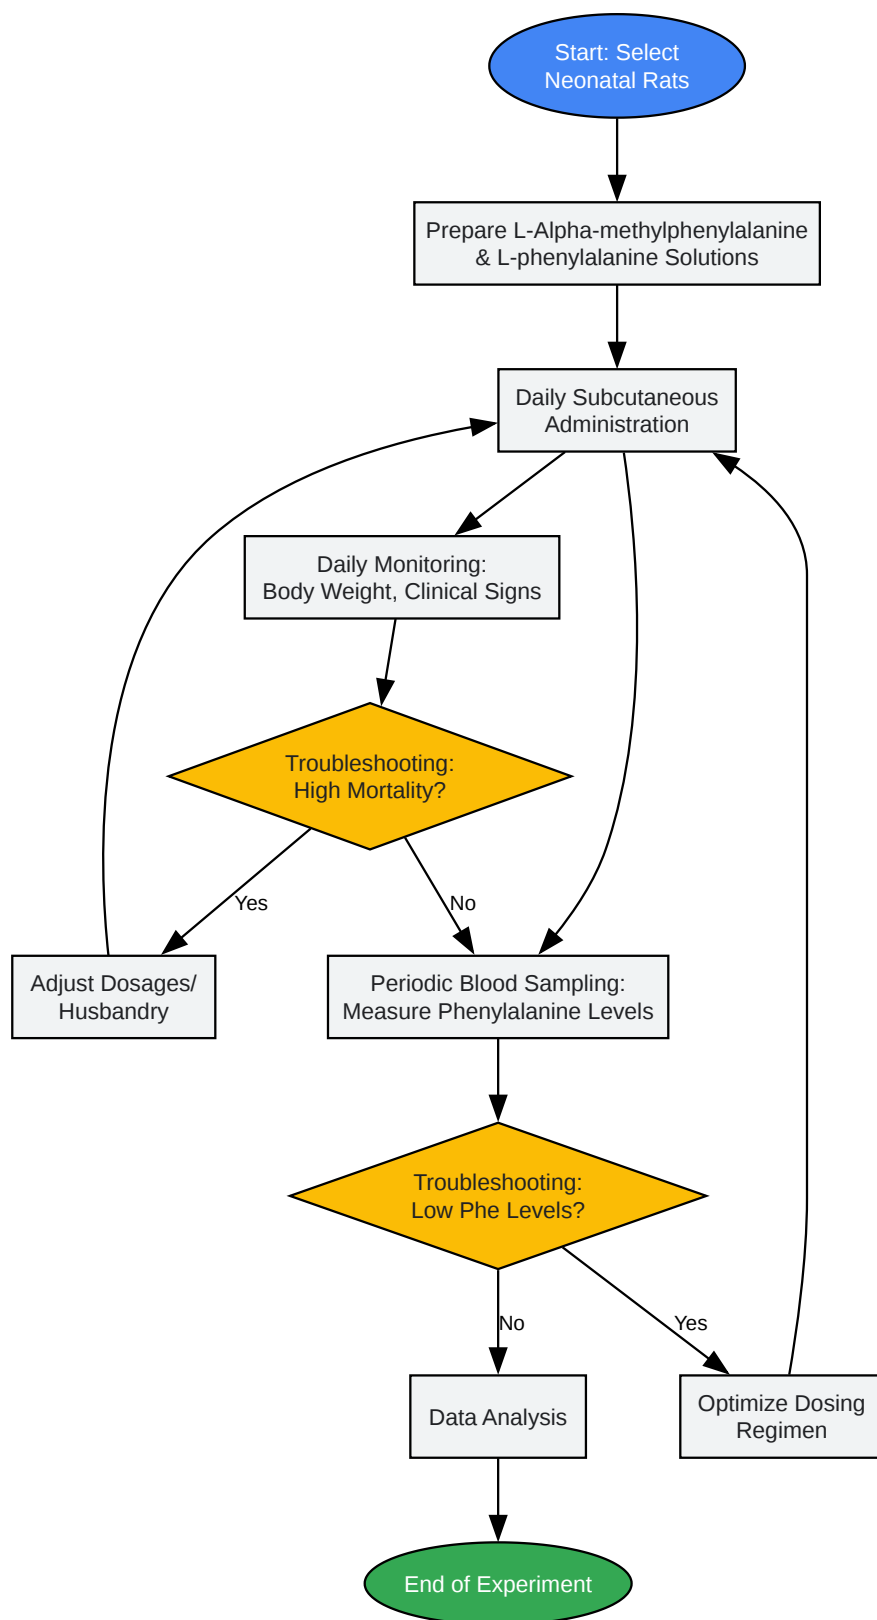 Start: Select
Neonatal Rats
Prepare L-Alpha-methylphenylalanine
& L-phenylalanine Solutions
Daily Subcutaneous
Administration
Daily Monitoring:
Body Weight, Clinical Signs
Troubleshooting:
High Mortality?
Yes
No
Adjust Dosages/
Husbandry
Periodic Blood Sampling:
Measure Phenylalanine Levels
Troubleshooting:
Low Phe Levels?
No
Yes
Data Analysis
Optimize Dosing
Regimen
End of Experiment